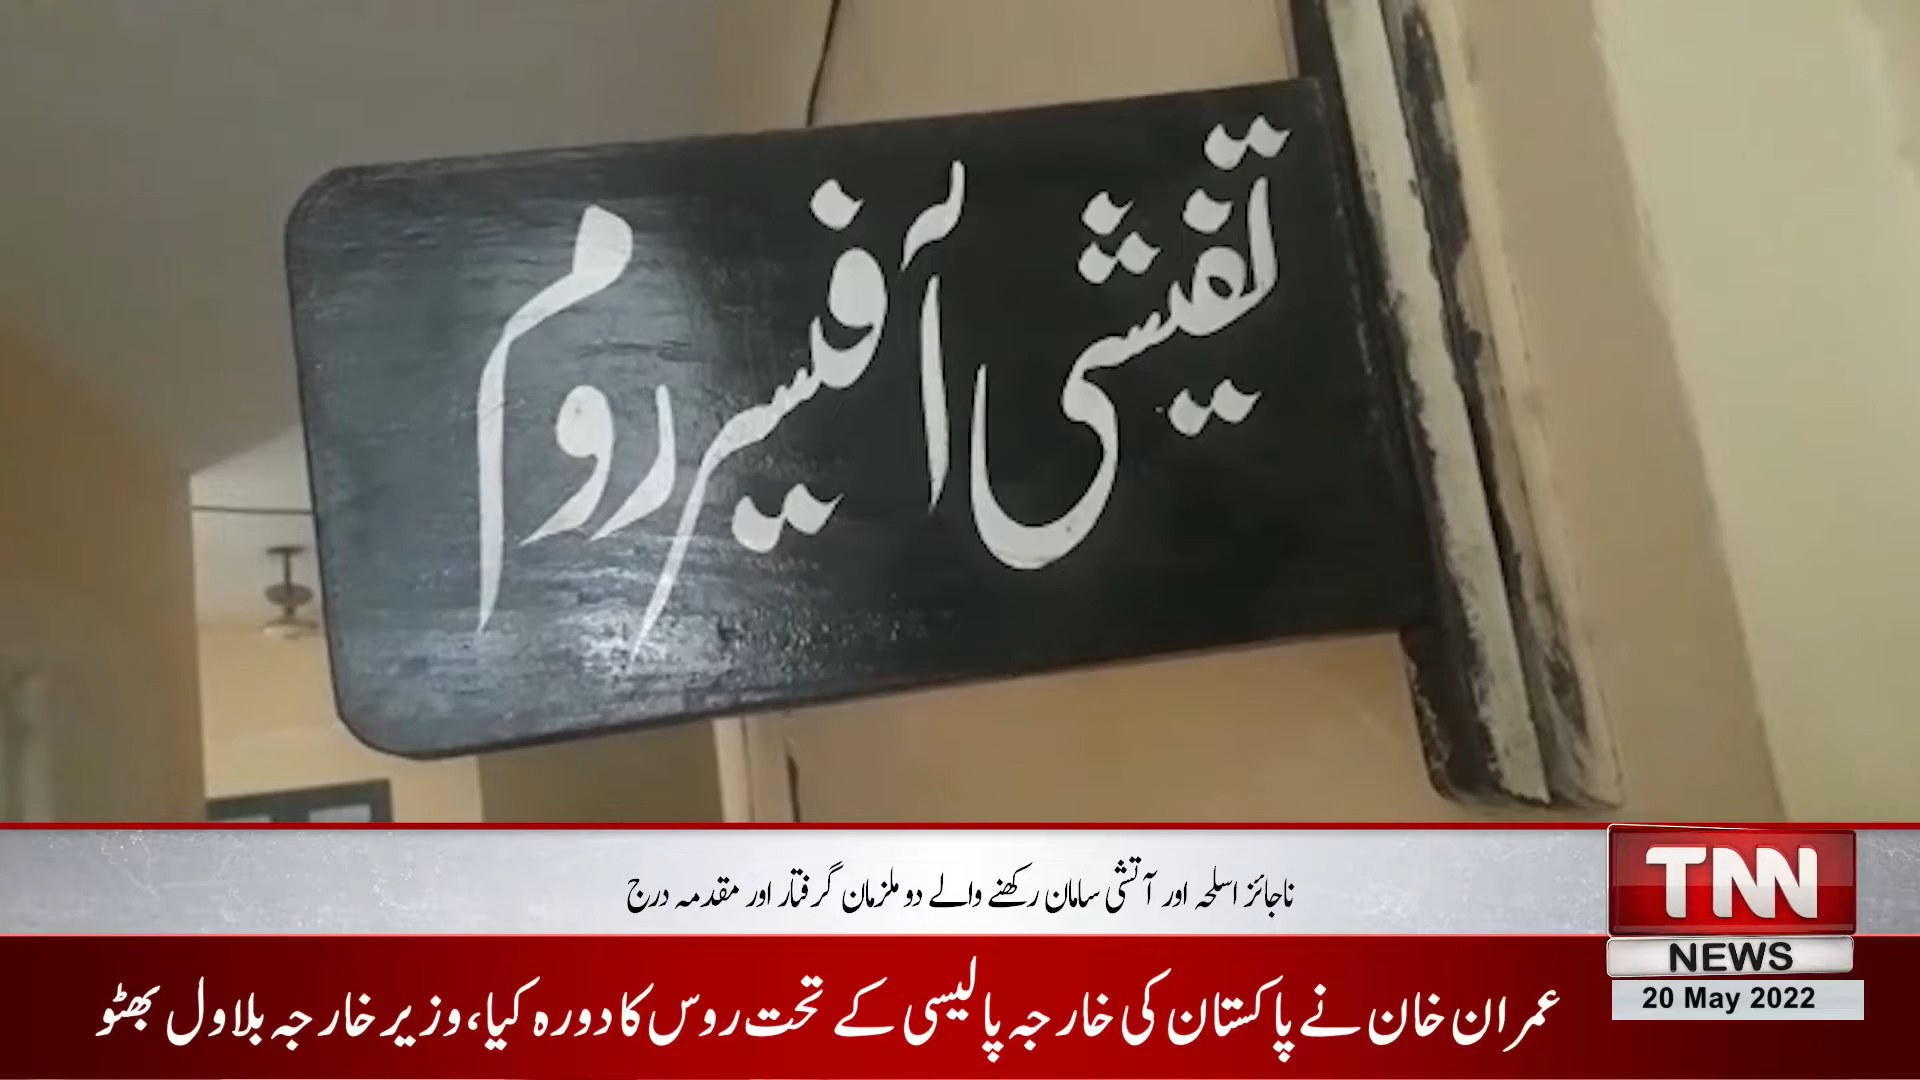 تفیشی آفیسر روم
ناجائز اسلحہ اور آتشی سامان رکھنے والے دو ملزمان گرفتار اور مقدمہ درج
عمران خان نے پاکستان کی خارجہ پالیسی کے تحت روس کا دورہ کیا، وزیر خارجہ بلاول بھٹو
TNN
NEWS
20 May 2022